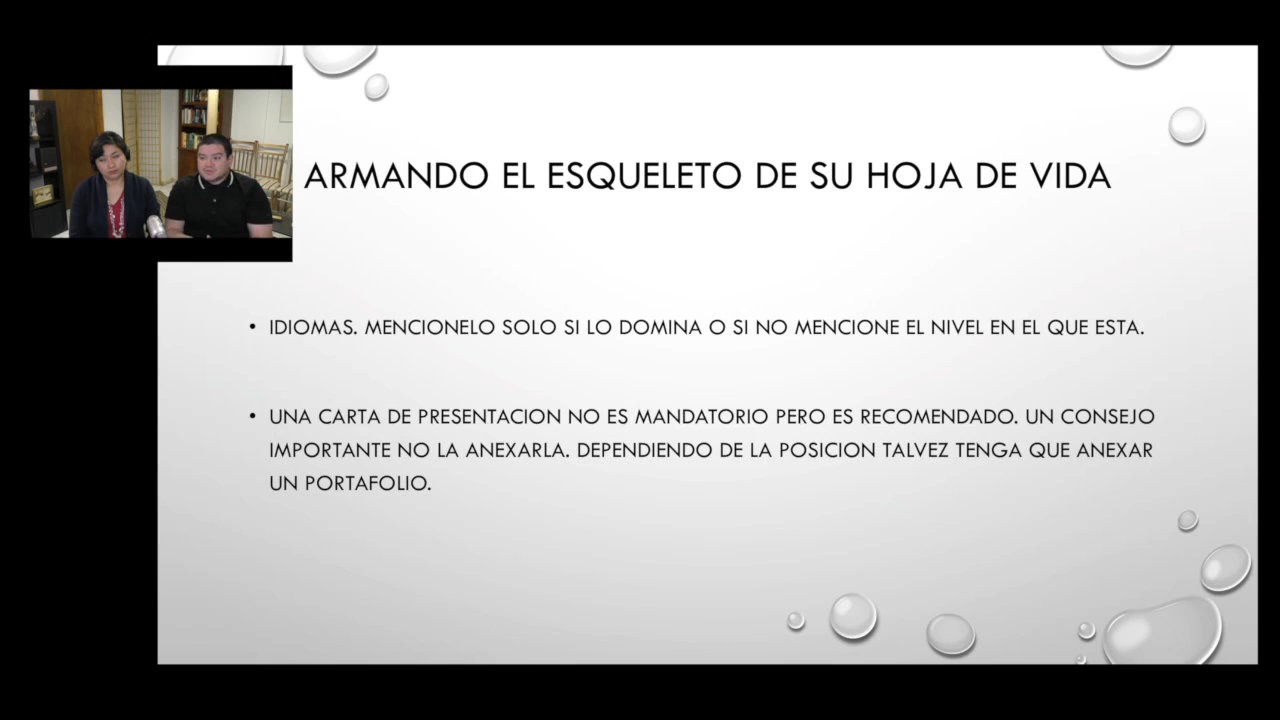 ARMANDO EL ESQUELETO DE SU HOJA DE VIDA
• IDIOMAS. MENCIONELO SOLO SI LO DOMINA O SI NO MENCIONE EL NIVEL EN EL QUE ESTA.
• UNA CARTA DE PRESENTACION NO ES MANDATORIO PERO ES RECOMENDADO. UN CONSEJO
IMPORTANTE NO LA ANEXARLA. DEPENDIENDO DE LA POSICION TALVEZ TENGA QUE ANEXAR
UN PORTAFOLIO.